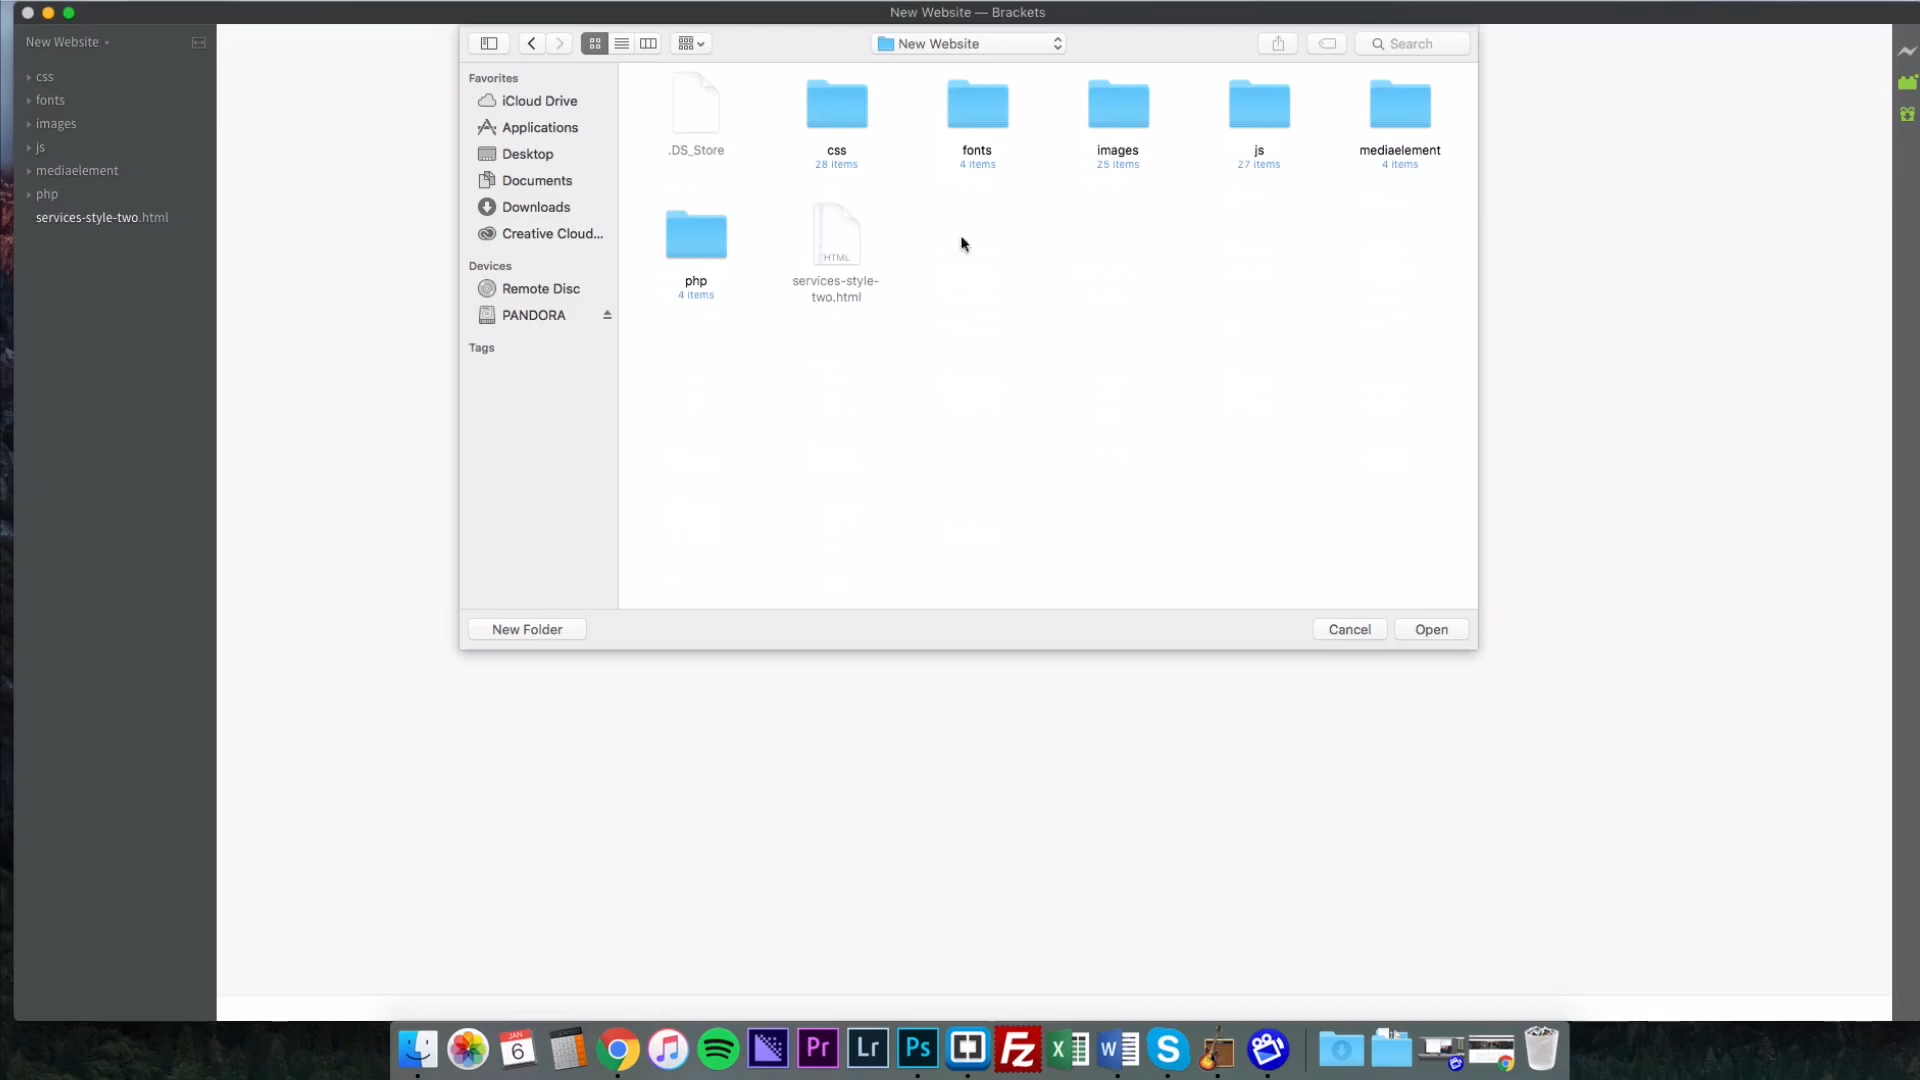 New Website — Brackets
New Website
css
fonts
images
js
mediaelement
php
services-style-two.html
New Website
Search
Favorites
iCloud Drive
Applications
Desktop
Documents
Downloads
Creative Cloud...
Devices
Remote Disc
PANDORA
Tags
.DS_Store
css
28 items
fonts
4 items
images
25 items
js
27 items
mediaelement
4 items
php
4 items
HTML
services-style-
two.html
New Folder
Cancel
Open
JAN
6
Pr
Lr
Ps
Fz
X
W
S